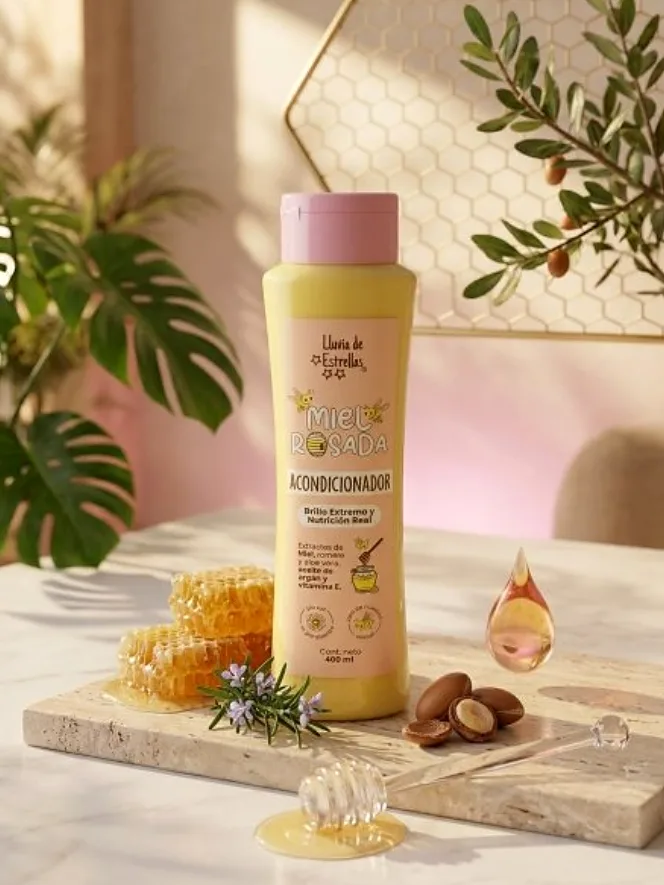 Lluvia de
Estrellas
MIEL
ROSADA
ACONDICIONADOR
Brillo Extremo y
Nutrición Real
Extractos de
Miel, romero
y aloe vera,
aceite de
argán y
vitamina E.
Cont. neto
400 ml